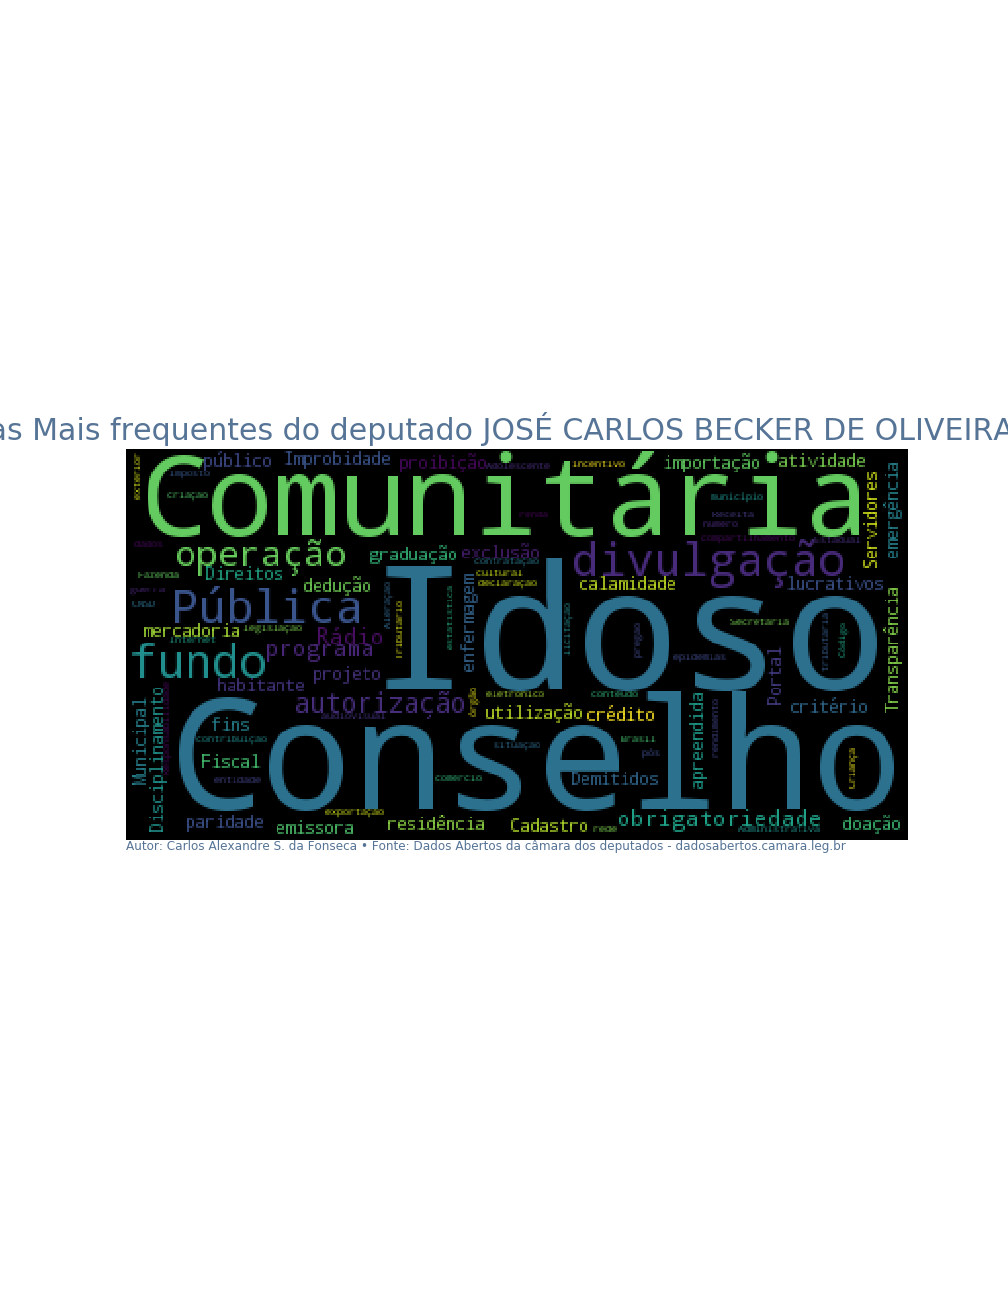 as Mais frequentes do deputado JOSÉ CARLOS BECKER DE OLIVEIRA
exterior
público
Improbidade
proibição
Adolescente
incentivo
importação
atividade
imposto
criação
Comunitária
município
Servidores
emergência
renda
Receita
número
compartilhamento
dados
operação
graduação
exclusão
contratação
divulgação
Fazenda
Direitos
dedução
cultural
declaração
calamidade
lucrativos
guerra
Pública
tributário
estatística
enfermagem
Idoso
licitação
pregão
Secretaria
tributária
Código
Transparência
mercadoria
legislação
internet
Rádio
fundo
programa
epidemias
Portal
habitante
projeto
Municipal
Disciplinamento
autorização
audiovisual
órgão
eletrônico
conteúdo
utilização
crédito
apreendida
rendimento
critério
fins
contribuição
Conselho
situação
Brasil
pós
Fiscal
entidade
comércio
Demitidos
criança
paridade
emissora
exportação
residência
Cadastro
rede
obrigatoriedade
Administrativa
doação
Autor: Carlos Alexandre S. da Fonseca • Fonte: Dados Abertos da câmara dos deputados - dadosabertos.camara.leg.br